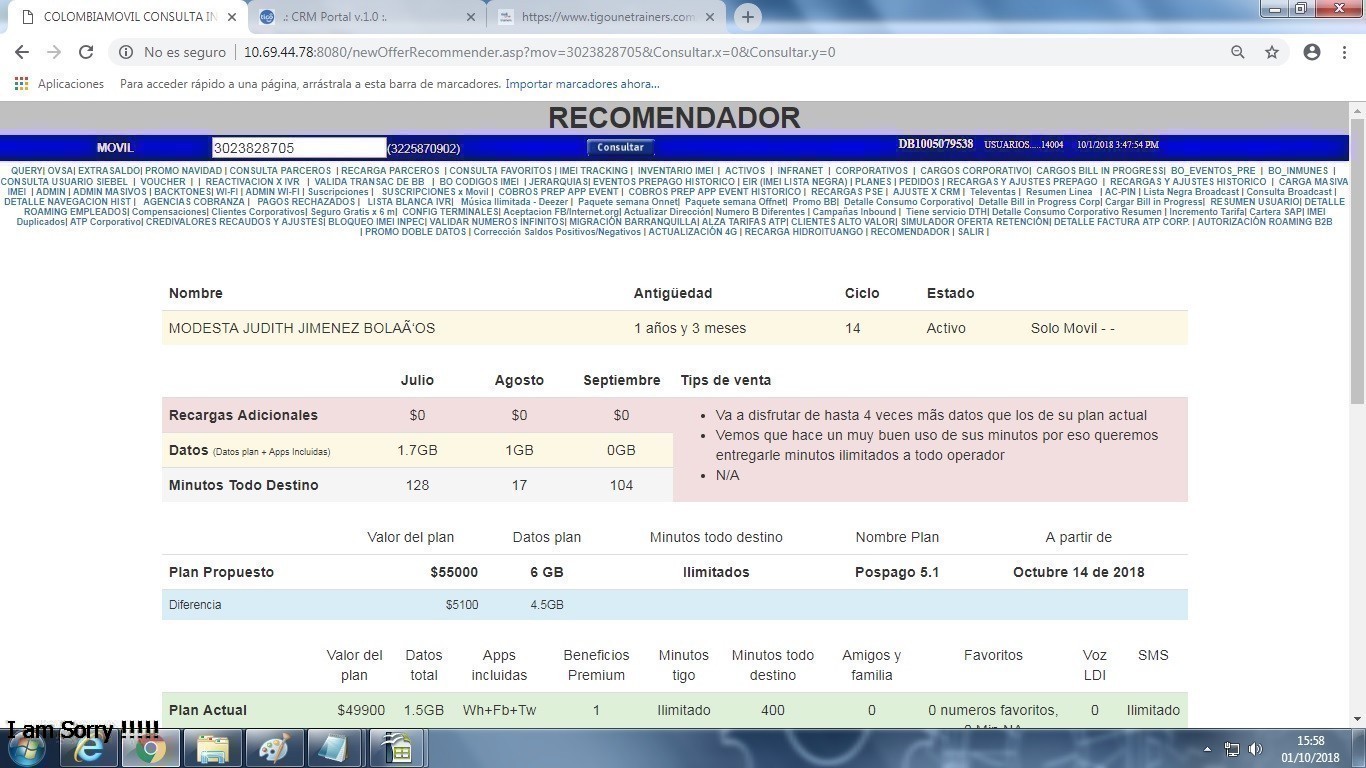 COLOMBIAMOVIL CONSULTA IN
.: CRM Portal v.1.0 :.
https://www.tigounetrainers.com
No es seguro | 10.69.44.78:8080/newOfferRecommender.asp?mov=3023828705&Consultar.x=0&Consultar.y=0
Aplicaciones Para acceder rápido a una página, arrástrala a esta barra de marcadores. Importar marcadores ahora...
RECOMENDADOR
MOVIL 3023828705 (3225870902) Consultar DB1005079538 USUARIOS.....14004 10/1/2018 3:47:54 PM
QUERY| OVSA| EXTRASALDO| PROMO NAVIDAD | CONSULTA PARCEROS | RECARGA PARCEROS | CONSULTA FAVORITOS | IMEI TRACKING | INVENTARIO IMEI | ACTIVOS | INFRANET | CORPORATIVOS | CARGOS CORPORATIVO| CARGOS BILL IN PROGRESS| BO_EVENTOS_PRE | BO_INMUNES |
CONSULTA USUARIO SIEBEL | VOUCHER | | REACTIVACION X IVR | VALIDA TRANSAC DE BB | BO CODIGOS IMEI |JERARQUIAS| EVENTOS PREPAGO HISTORICO | EIR (IMEI LISTA NEGRA) | PLANES | PEDIDOS | RECARGAS Y AJUSTES PREPAGO | RECARGAS Y AJUSTES HISTORICO | CARGA MASIVA
IMEI | ADMIN | ADMIN MASIVOS | BACKTONES| WI-FI | ADMIN WI-FI | Suscripciones | SUSCRIPCIONES x Movil | COBROS PREP APP EVENT | COBROS PREP APP EVENT HISTORICO | RECARGAS PSE | AJUSTE X CRM | Televentas | Resumen Linea | AC-PIN | Lista Negra Broadcast | Consulta Broadcast |
DETALLE NAVEGACION HIST | AGENCIAS COBRANZA | PAGOS RECHAZADOS | LISTA BLANCA IVR| Música Ilimitada - Deezer | Paquete semana Onnet| Paquete semana Offnet| Promo BB| Detalle Consumo Corporativo| Detalle Bill in Progress Corp| Cargar Bill in Progress| RESUMEN USUARIO| DETALLE
ROAMING EMPLEADOS| Compensaciones| Clientes Corporativos| Seguro Gratis x 6 m| CONFIG TERMINALES| Aceptacion FB/Internet.org| Actualizar Dirección| Numero B Diferentes | Campañas Inbound | Tiene servicio DTH| Detalle Consumo Corporativo Resumen | Incremento Tarifa| Cartera SAP| IMEI
Duplicados| ATP Corporativo| CREDIVALORES RECAUDOS Y AJUSTES| BLOQUEO IMEI INPEC| VALIDAR NUMEROS INFINITOS| MIGRACIÓN BARRANQUILLA| ALZA TARIFAS ATP| CLIENTES ALTO VALOR| SIMULADOR OFERTA RETENCIÓN| DETALLE FACTURA ATP CORP. | AUTORIZACIÓN ROAMING B2B
| PROMO DOBLE DATOS | Corrección Saldos Positivos/Negativos | ACTUALIZACIÓN 4G | RECARGA HIDROITUANGO | RECOMENDADOR | SALIR |
Nombre Antigüedad Ciclo Estado
MODESTA JUDITH JIMENEZ BOLAÃ‘OS 1 años y 3 meses 14 Activo Solo Movil - -
Julio Agosto Septiembre Tips de venta
Recargas Adicionales $0 $0 $0
Datos (Datos plan + Apps Incluidas) 1.7GB 1GB 0GB
Minutos Todo Destino 128 17 104
• Va a disfrutar de hasta 4 veces mãs datos que los de su plan actual
• Vemos que hace un muy buen uso de sus minutos por eso queremos
entregarle minutos ilimitados a todo operador
• N/A
Valor del plan Datos plan Minutos todo destino Nombre Plan A partir de
Plan Propuesto $55000 6 GB Ilimitados Pospago 5.1 Octubre 14 de 2018
Diferencia $5100 4.5GB
Valor del plan Datos total Apps incluidas Beneficios Premium Minutos tigo Minutos todo destino Amigos y familia Favoritos Voz LDI SMS
Plan Actual $49900 1.5GB Wh+Fb+Tw 1 Ilimitado 400 0 0 numeros favoritos, 0 Ilimitado
I am Sorry !!!!!
15:58
01/10/2018